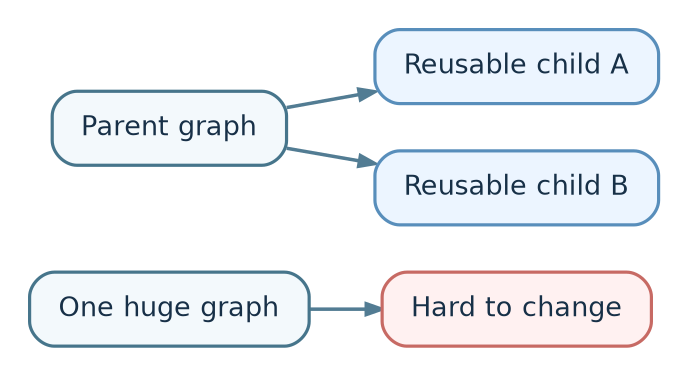 Reusable child A
Parent graph
Reusable child B
One huge graph
Hard to change